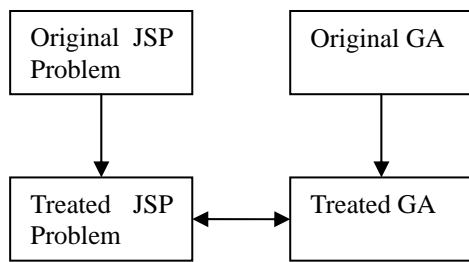 Original JSP
Problem
Original GA
Treated JSP
Problem
Treated GA